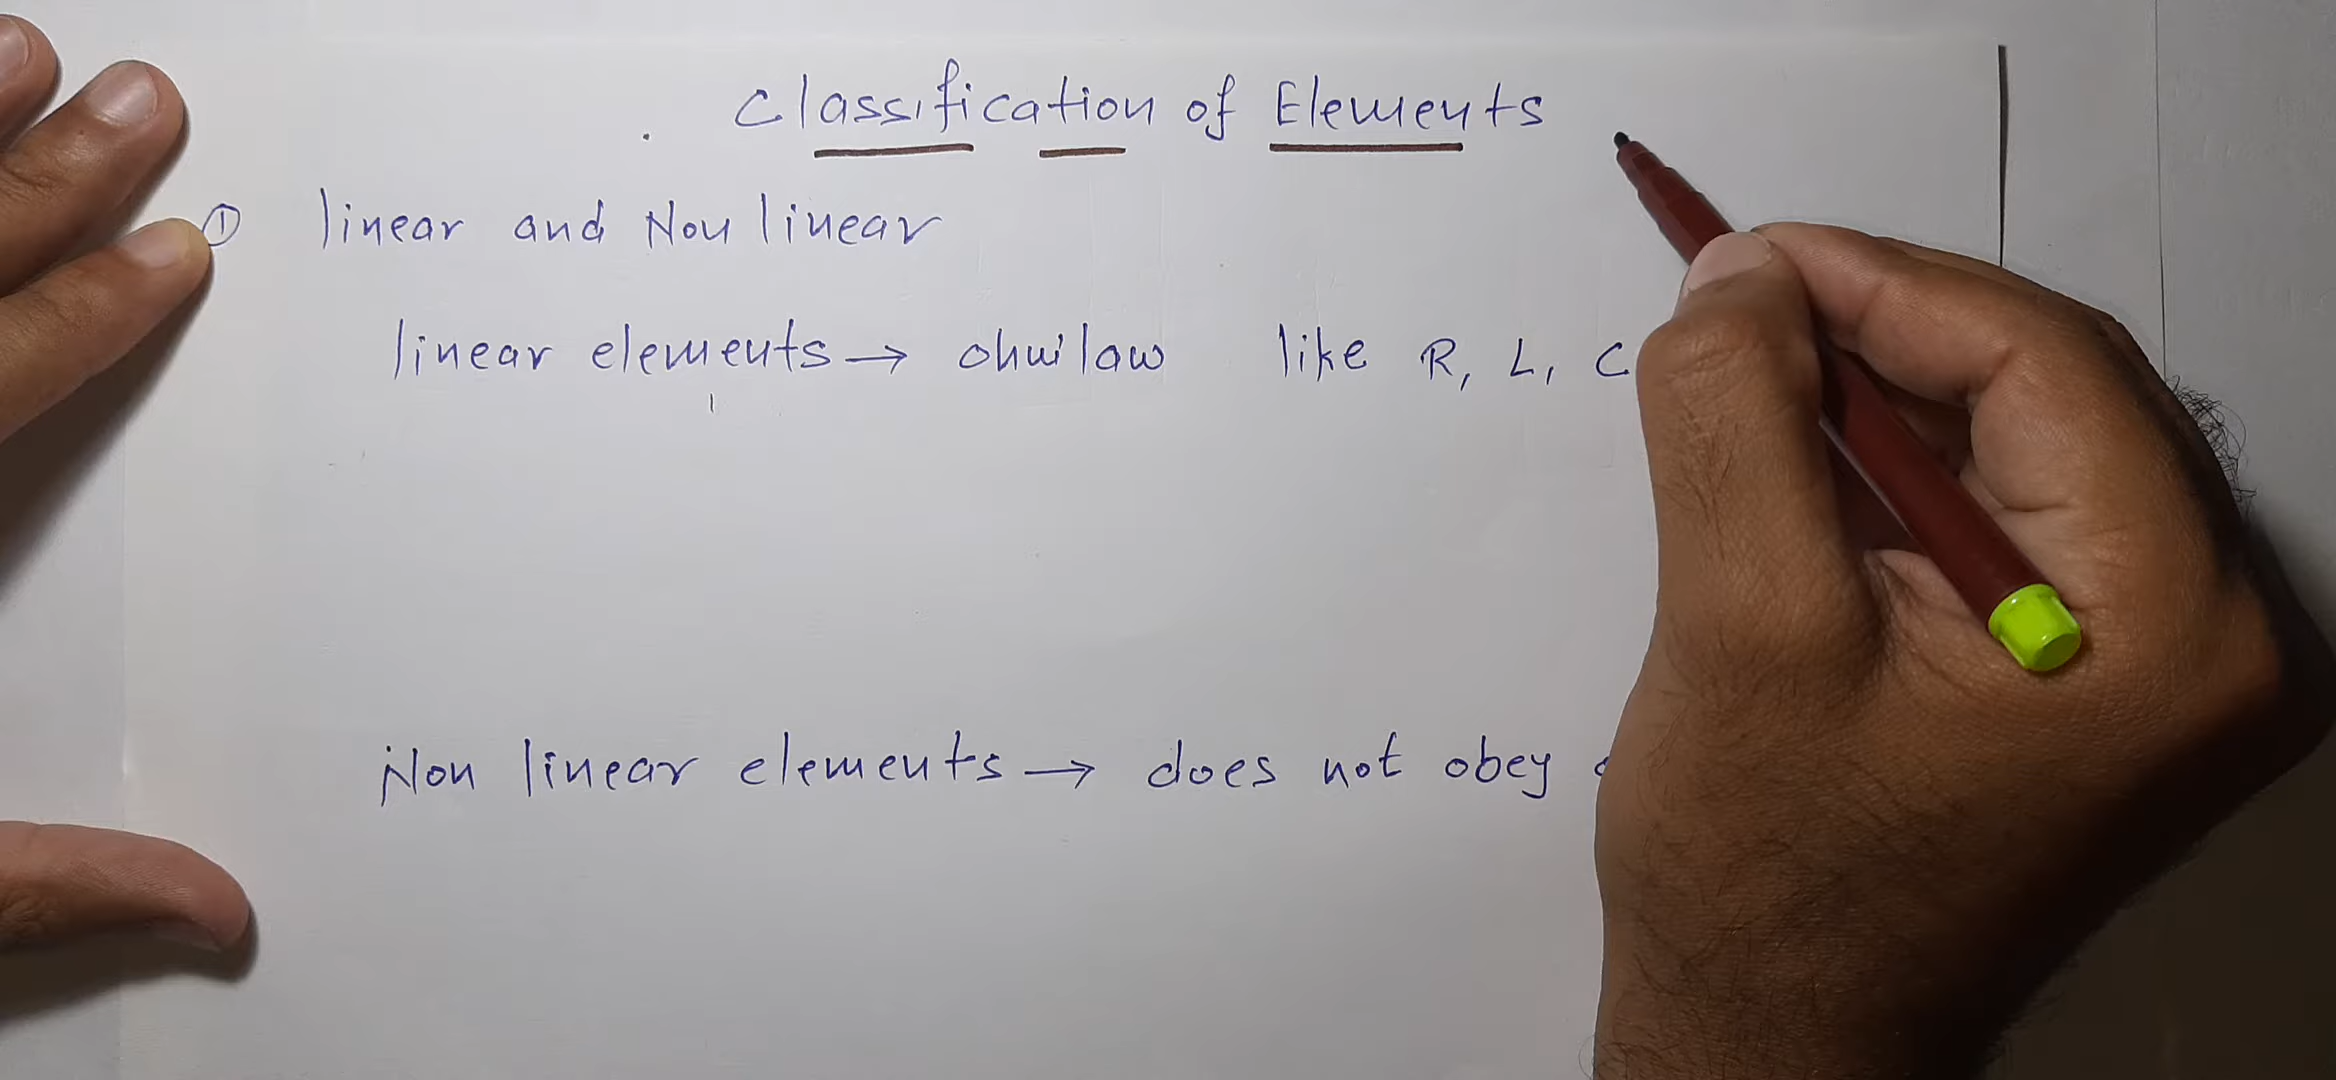 Classification of Elements
① linear and Non linear
linear elements → ohm law like R, L, C
Non linear elements → does not obey